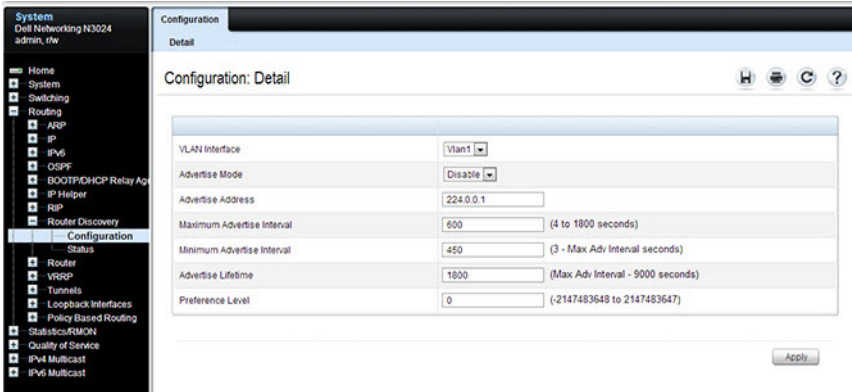 System
Dell Networking N3024
admin, r/w
Home
System
Switching
Routing
ARP
IP
IPv6
OSPF
BOOTP/DHCP Relay Age
IP Helper
RIP
Router Discovery
Configuration
Status
Router
VRRP
Tunnels
Loopback Interfaces
Policy Based Routing
Statistics/RMON
Quality of Service
IPv4 Multicast
IPv6 Multicast
Configuration
Detail
Configuration: Detail
?
VLAN Interface Vlan1
Advertise Mode Disable
Advertise Address 224.0.0.1
Maximum Advertise Interval 600 (4 to 1800 seconds)
Minimum Advertise Interval 450 (3 - Max Adv Interval seconds)
Advertise Lifetime 1800 (Max Adv Interval - 9000 seconds)
Preference Level 0 (-2147483648 to 2147483647)
Apply